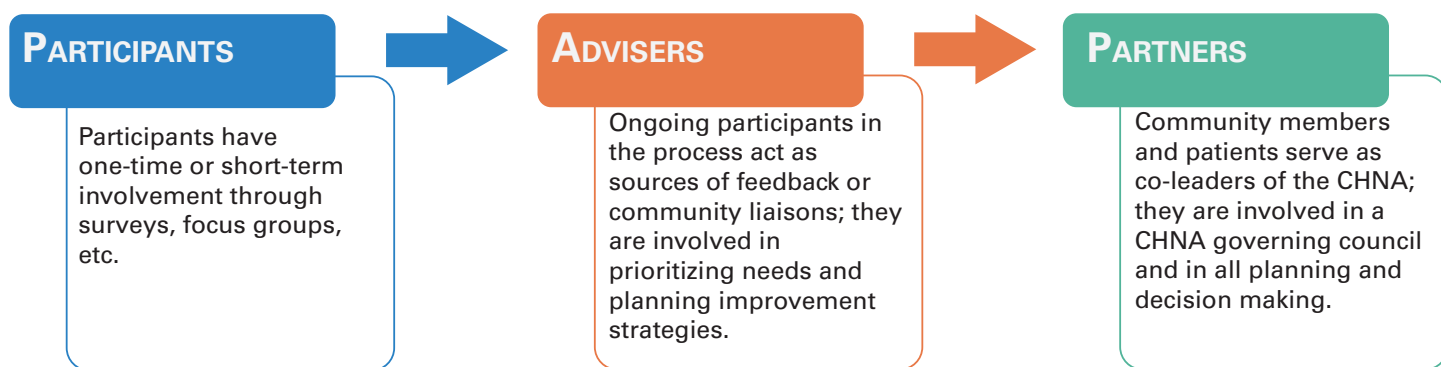 PARTICIPANTS
Participants have
one-time or short-term
involvement through
surveys, focus groups,
etc.
ADVISERS
Ongoing participants in
the process act as
sources of feedback or
community liaisons; they
are involved in
prioritizing needs and
planning improvement
strategies.
PARTNERS
Community members
and patients serve as
co-leaders of the CHNA;
they are involved in a
CHNA governing council
and in all planning and
decision making.